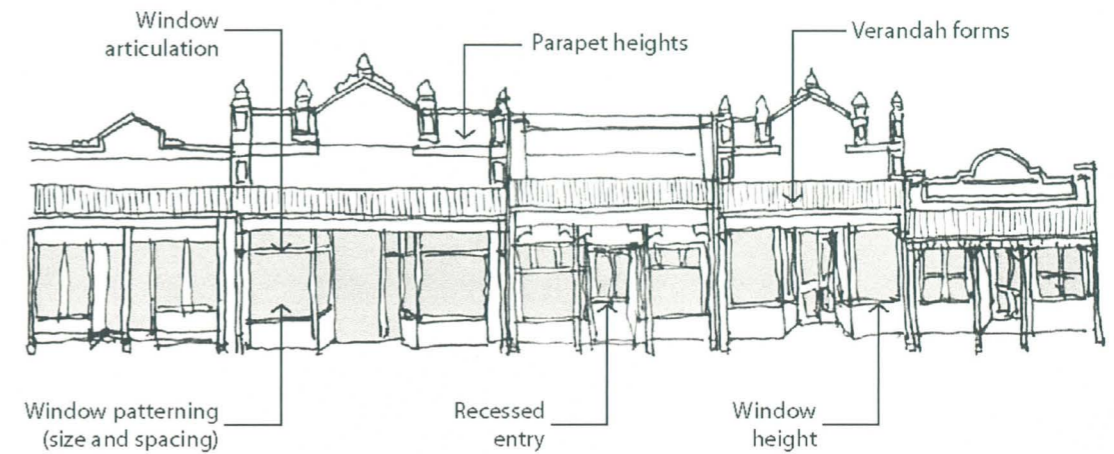 Window
articulation
Parapet heights
Verandah forms
Window patterning
(size and spacing)
Recessed
entry
Window
height